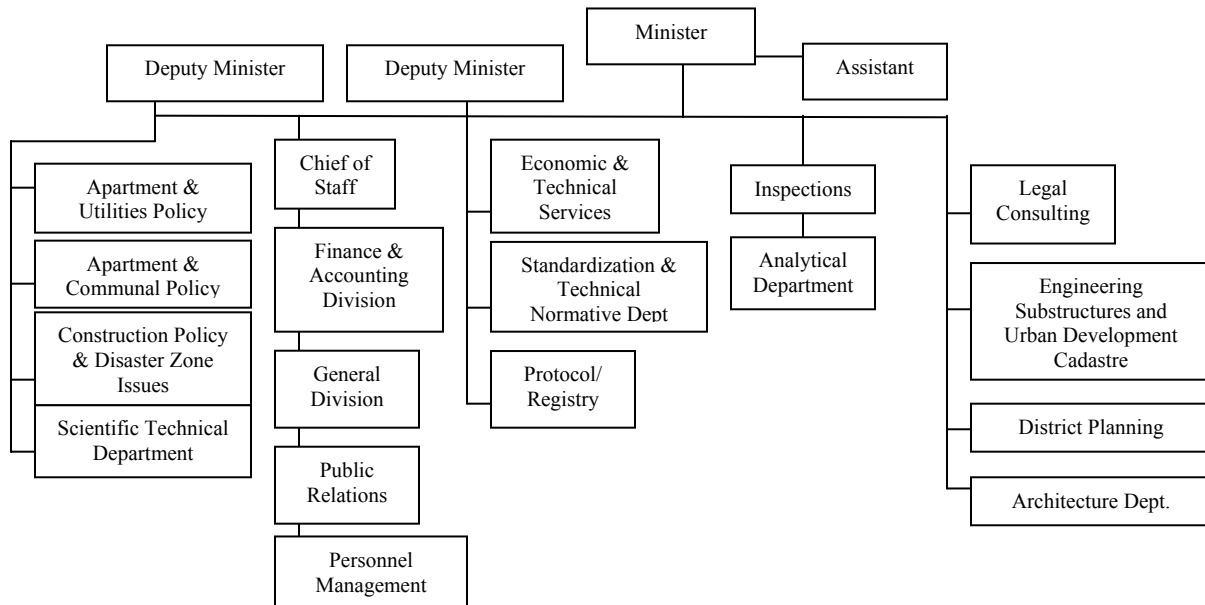 Minister
Deputy Minister
Deputy Minister
Assistant
Apartment &
Utilities Policy
Apartment &
Communal Policy
Construction Policy
& Disaster Zone
Issues
Scientific Technical
Department
Chief of
Staff
Finance &
Accounting
Division
General
Division
Public
Relations
Personnel
Management
Economic &
Technical
Services
Standardization &
Technical
Normative Dept
Protocol/
Registry
Inspections
Analytical
Department
Legal
Consulting
Engineering
Substructures and
Urban Development
Cadastre
District Planning
Architecture Dept.